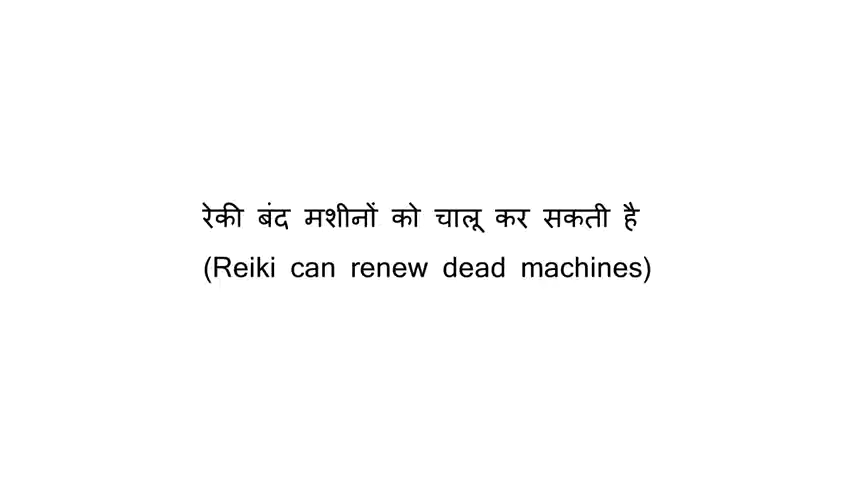 रेकी बंद मशीनों को चालू कर सकती है
(Reiki can renew dead machines)